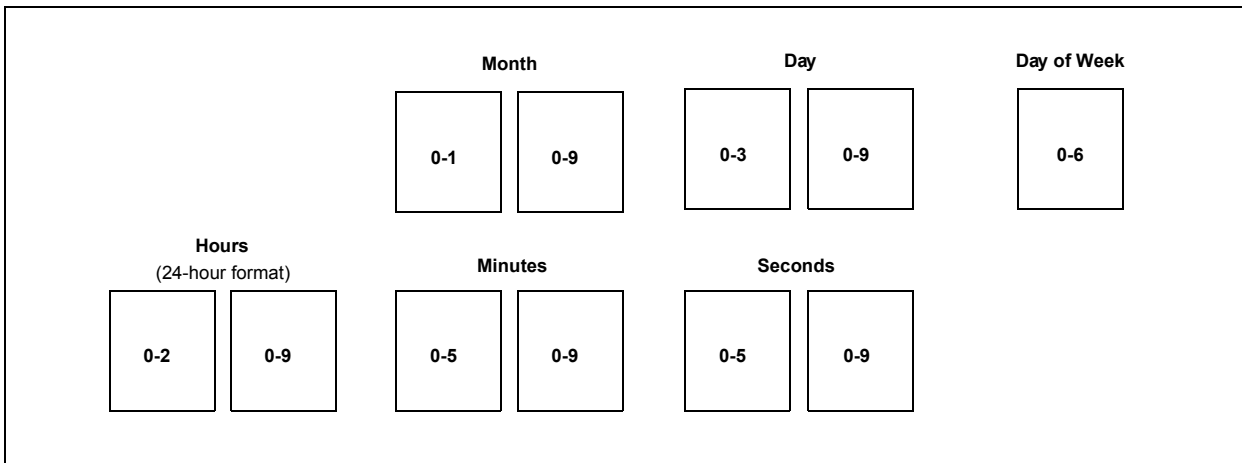 Month Day Day of Week
0-1 0-9 0-3 0-9 0-6
Hours
(24-hour format)
Minutes Seconds
0-2 0-9 0-5 0-9 0-5 0-9